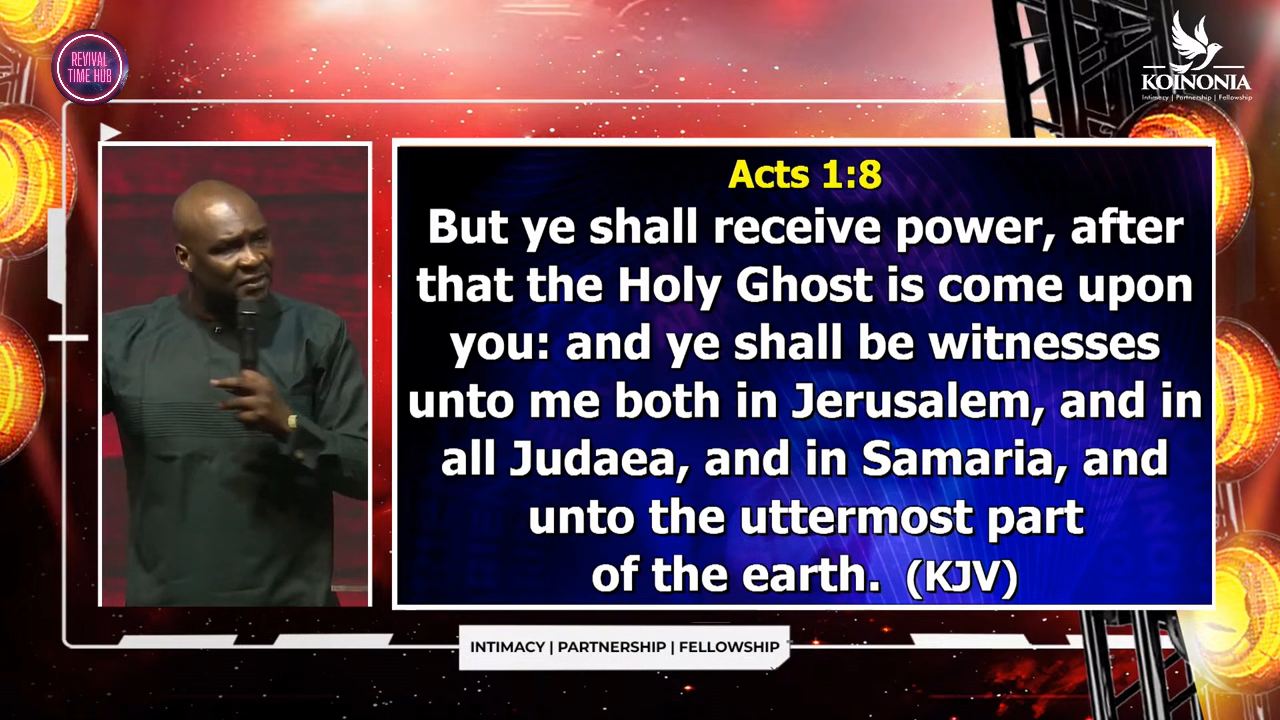 REVIVAL
TIME HUB
KOINONIA
Intimacy | Partnership | Fellowship
Acts 1:8
But ye shall receive power, after
that the Holy Ghost is come upon
you: and ye shall be witnesses
unto me both in Jerusalem, and in
all Judaea, and in Samaria, and
unto the uttermost part
of the earth. (KJV)
INTIMACY | PARTNERSHIP | FELLOWSHIP